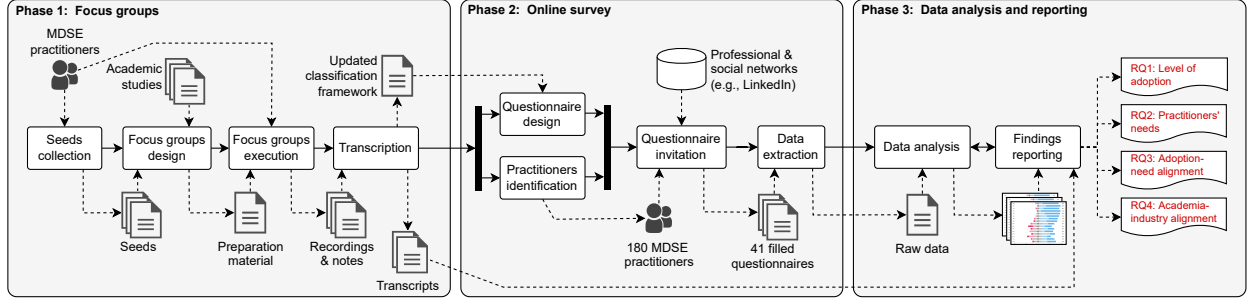 Phase 1: Focus groups
MDSE
practitioners
Academic
studies
Updated
classification
framework
Seeds
collection
Focus groups
design
Focus groups
execution
Transcription
Seeds
Preparation
material
Recordings
& notes
Transcripts
Phase 2: Online survey
Professional &
social networks
(e.g., LinkedIn)
Questionnaire
design
Practitioners
identification
Questionnaire
invitation
Data
extraction
180 MDSE
practitioners
41 filled
questionnaires
Phase 3: Data analysis and reporting
Data analysis
Findings
reporting
Raw data
RQ1: Level of
adoption
RQ2: Practitioners'
needs
RQ3: Adoption-
need alignment
RQ4: Academia-
industry alignment